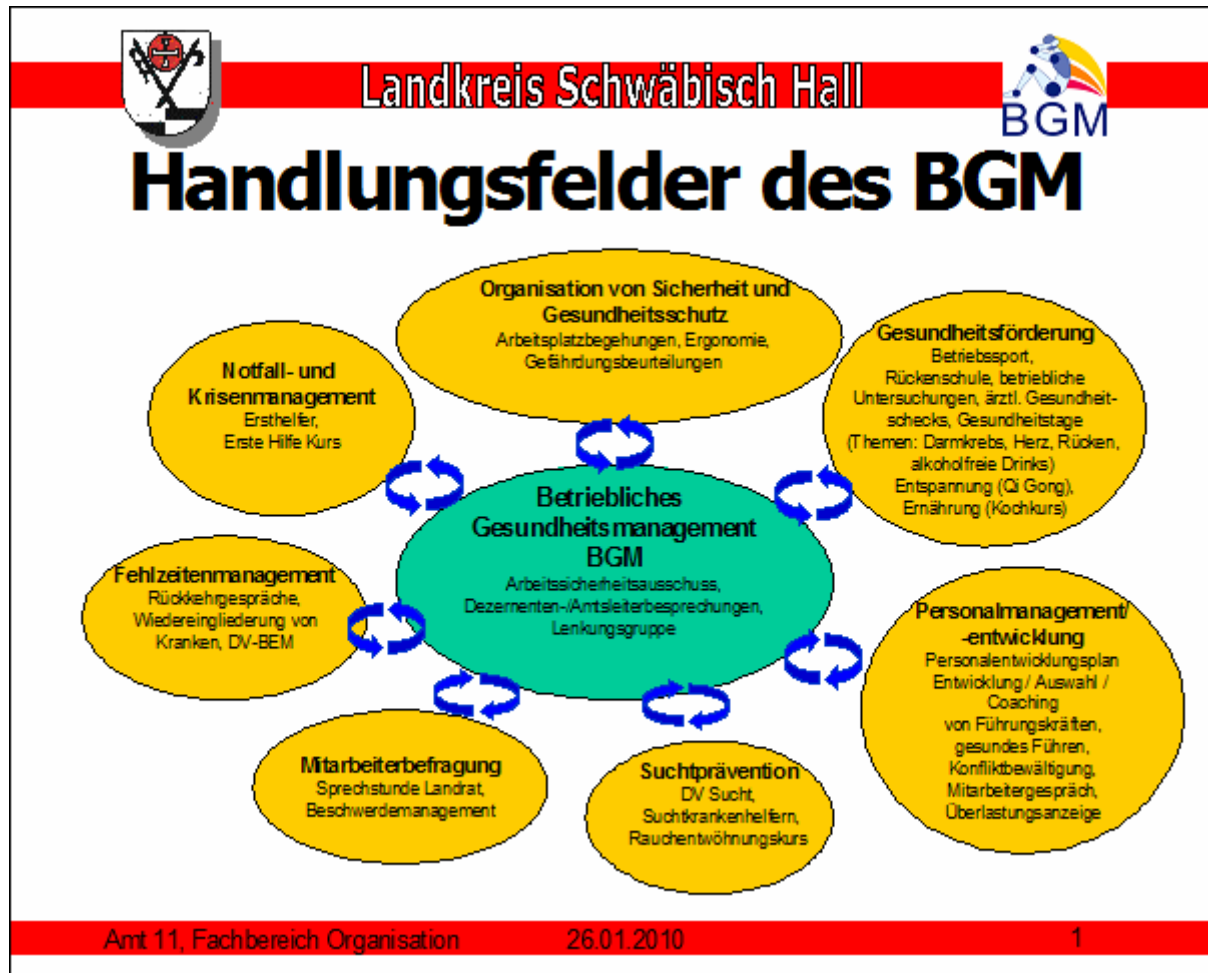 Landkreis Schwäbisch Hall
BGM
Handlungsfelder des BGM
Organisation von Sicherheit und
Gesundheitsschutz
Arbeitsplatzbegehungen, Ergonomie,
Gefährdungsbeurteilungen
Gesundheitsförderung
Betriebssport,
Rückenschule, betriebliche
Untersuchungen, ärztl. Gesundheit-
schecks, Gesundheitstage
(Themen: Darmkrebs, Herz, Rücken,
alkoholfreie Drinks)
Entspannung (Qi Gong),
Ernährung (Kochkurs)
Notfall- und
Krisenmanagement
Ersthelfer,
Erste Hilfe Kurs
Betriebliches
Gesundheitsmanagement
BGM
Arbeitssicherheitsausschuss,
Dezernenten-/Amtsleiterbesprechungen,
Lenkungsgruppe
Fehlzeitenmanagement
Rückkehrgespräche,
Wiedereingliederung von
Kranken, DV-BEM
Personalmanagement/
-entwicklung
Personalentwicklungsplan
Entwicklung / Auswahl /
Coaching
von Führungskräften,
gesundes Führen,
Konfliktbewältigung,
Mitarbeitergespräch,
Überlastungsanzeige
Mitarbeiterbefragung
Sprechstunde Landrat,
Beschwerdemanagement
Suchtprävention
DV Sucht,
Suchtkrankenhelfern,
Rauchentwöhnungskurs
Amt 11, Fachbereich Organisation
26.01.2010
1